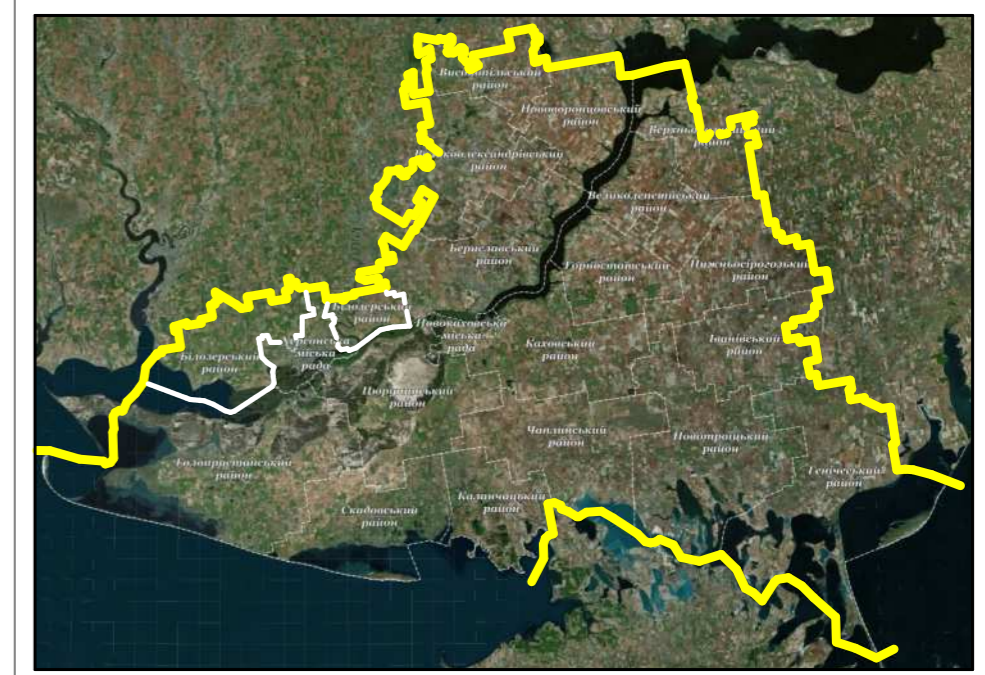 Високопільський
район
Нововоронцовський
район
Верхньорогачицький
район
Великоолександрівський
район
Великолепетиський
район
Бериславський
район
Горностаївський
район
Нижньосірогозький
район
Білозерський
район
Новокаховська
міська
рада
Херсонська
міська
рада
Каховський
район
Іванівський
район
Білозерський
район
Цюрупинський
район
Чаплинський
район
Новотроїцький
район
Голопристанський
район
Генічеський
район
Каланчацький
район
Скадовський
район